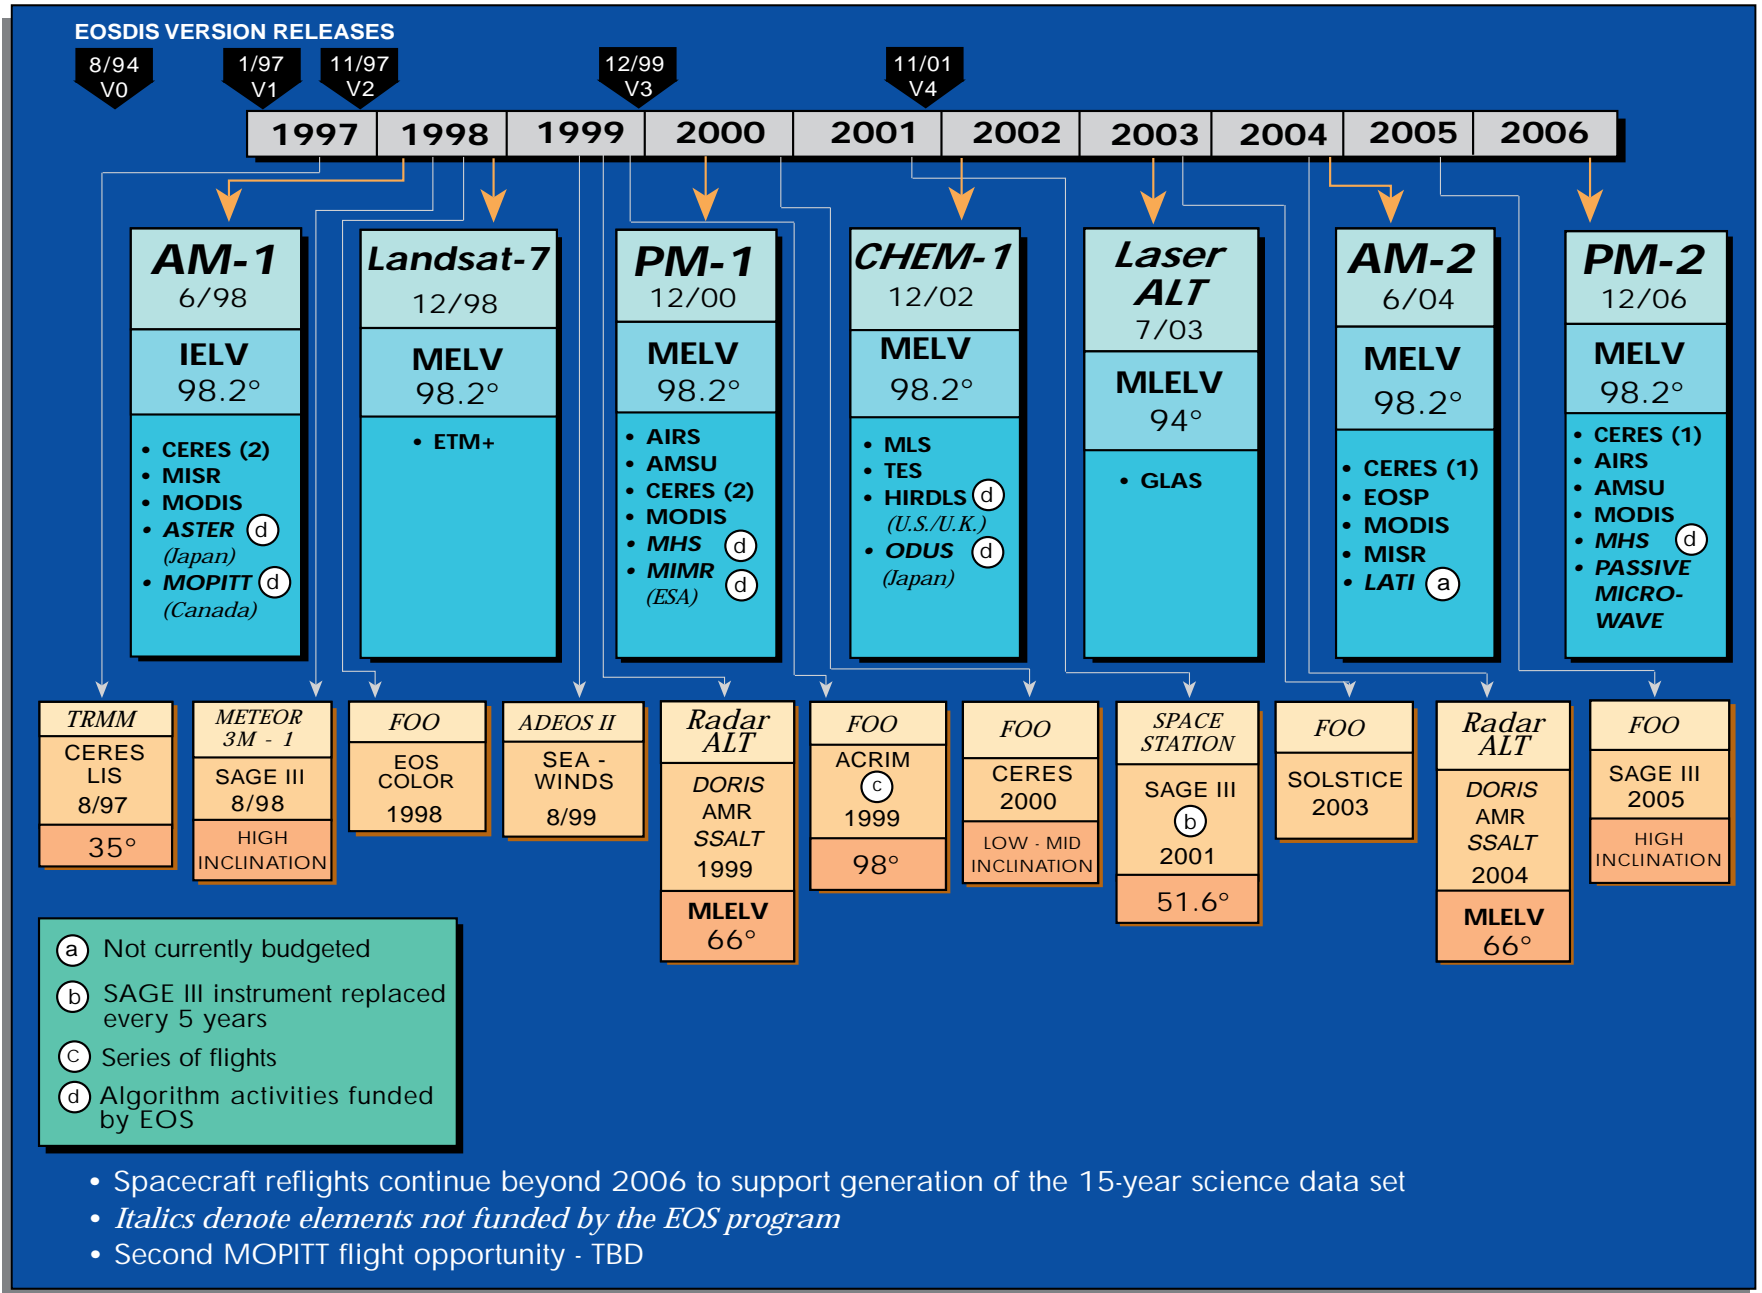 EOSDIS VERSION RELEASES
8/94
V0
1/97
V1
11/97
V2
12/99
V3
11/01
V4
1997 1998 1999 2000 2001 2002 2003 2004 2005 2006
AM-1
6/98
IELV
98.2°
• CERES (2)
• MISR
• MODIS
• ASTER d
(Japan)
• MOPITT d
(Canada)
Landsat-7
12/98
MELV
98.2°
• ETM+
PM-1
12/00
MELV
98.2°
• AIRS
• AMSU
• CERES (2)
• MODIS
• MHS d
• MIMR d
(ESA)
CHEM-1
12/02
MELV
98.2°
• MLS
• TES
• HIRDLS d
(U.S./U.K.)
• ODUS d
(Japan)
Laser
ALT
7/03
MLELV
94°
• GLAS
AM-2
6/04
MELV
98.2°
• CERES (1)
• EOSP
• MODIS
• MISR
• LATI a
PM-2
12/06
MELV
98.2°
• CERES (1)
• AIRS
• AMSU
• MODIS
• MHS d
• PASSIVE
MICRO-
WAVE
TRMM
CERES
LIS
8/97
35°
METEOR
3M - 1
SAGE III
8/98
HIGH
INCLINATION
FOO
EOS
COLOR
1998
ADEOS II
SEA -
WINDS
8/99
Radar
ALT
DORIS
AMR
SSALT
1999
MLELV
66°
FOO
ACRIM
c
1999
98°
FOO
CERES
2000
LOW - MID
INCLINATION
SPACE
STATION
SAGE III
b
2001
51.6°
FOO
SOLSTICE
2003
Radar
ALT
DORIS
AMR
SSALT
2004
MLELV
66°
FOO
SAGE III
2005
HIGH
INCLINATION
a Not currently budgeted
b SAGE III instrument replaced
every 5 years
c Series of flights
d Algorithm activities funded
by EOS
• Spacecraft reflights continue beyond 2006 to support generation of the 15-year science data set
• Italics denote elements not funded by the EOS program
• Second MOPITT flight opportunity - TBD